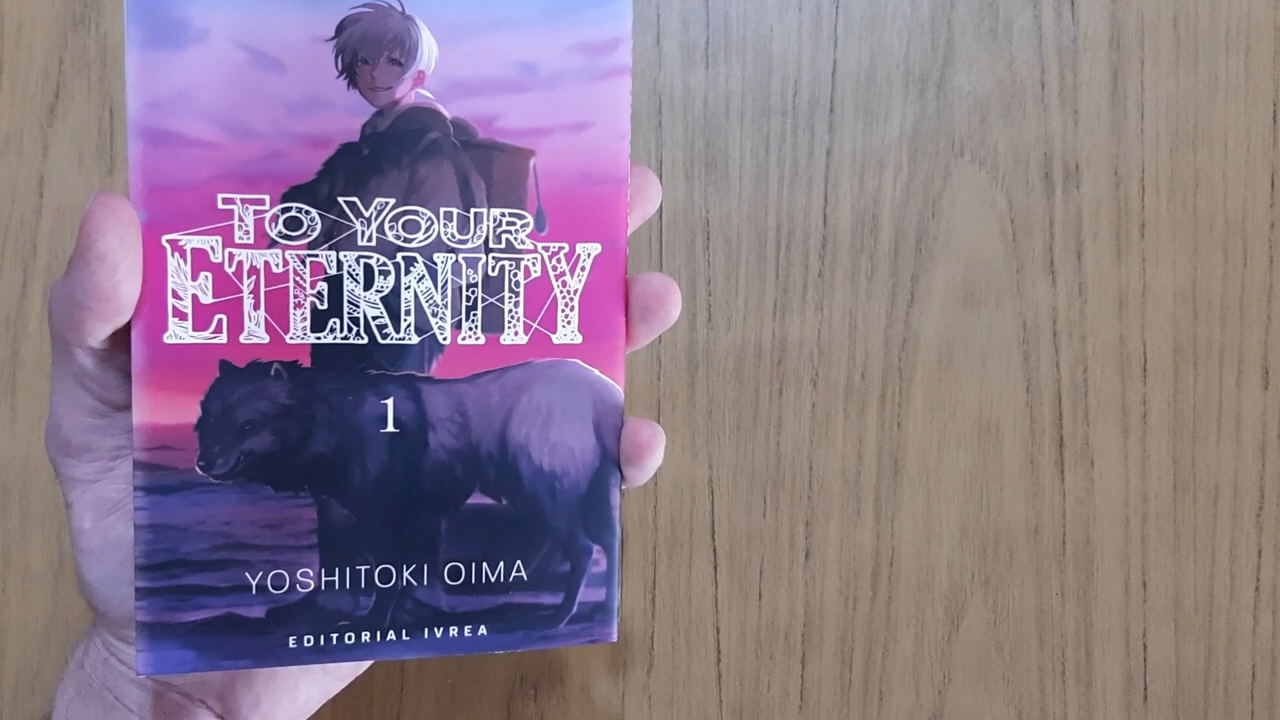 TO YOUR
ETERNITY
1
YOSHITOKI OIMA
EDITORIAL IVREA